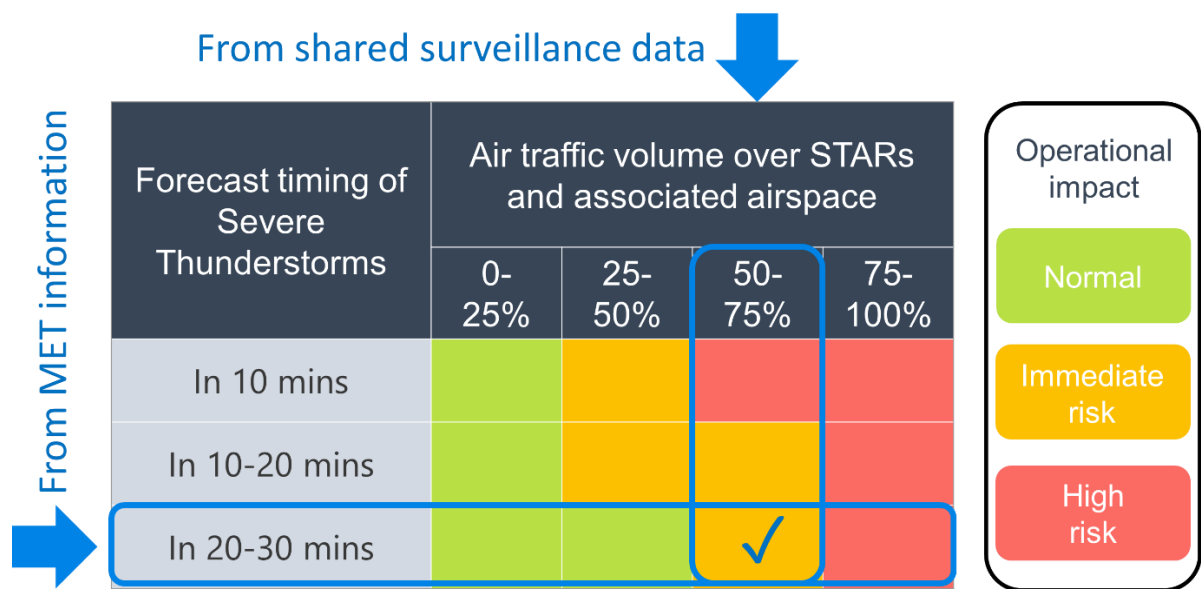 From shared surveillance data
From MET information
Forecast timing of
Severe
Thunderstorms
Air traffic volume over STARs
and associated airspace
0-
25%
25-
50%
50-
75%
75-
100%
In 10 mins
In 10-20 mins
In 20-30 mins
✓
Operational
impact
Normal
Immediate
risk
High
risk